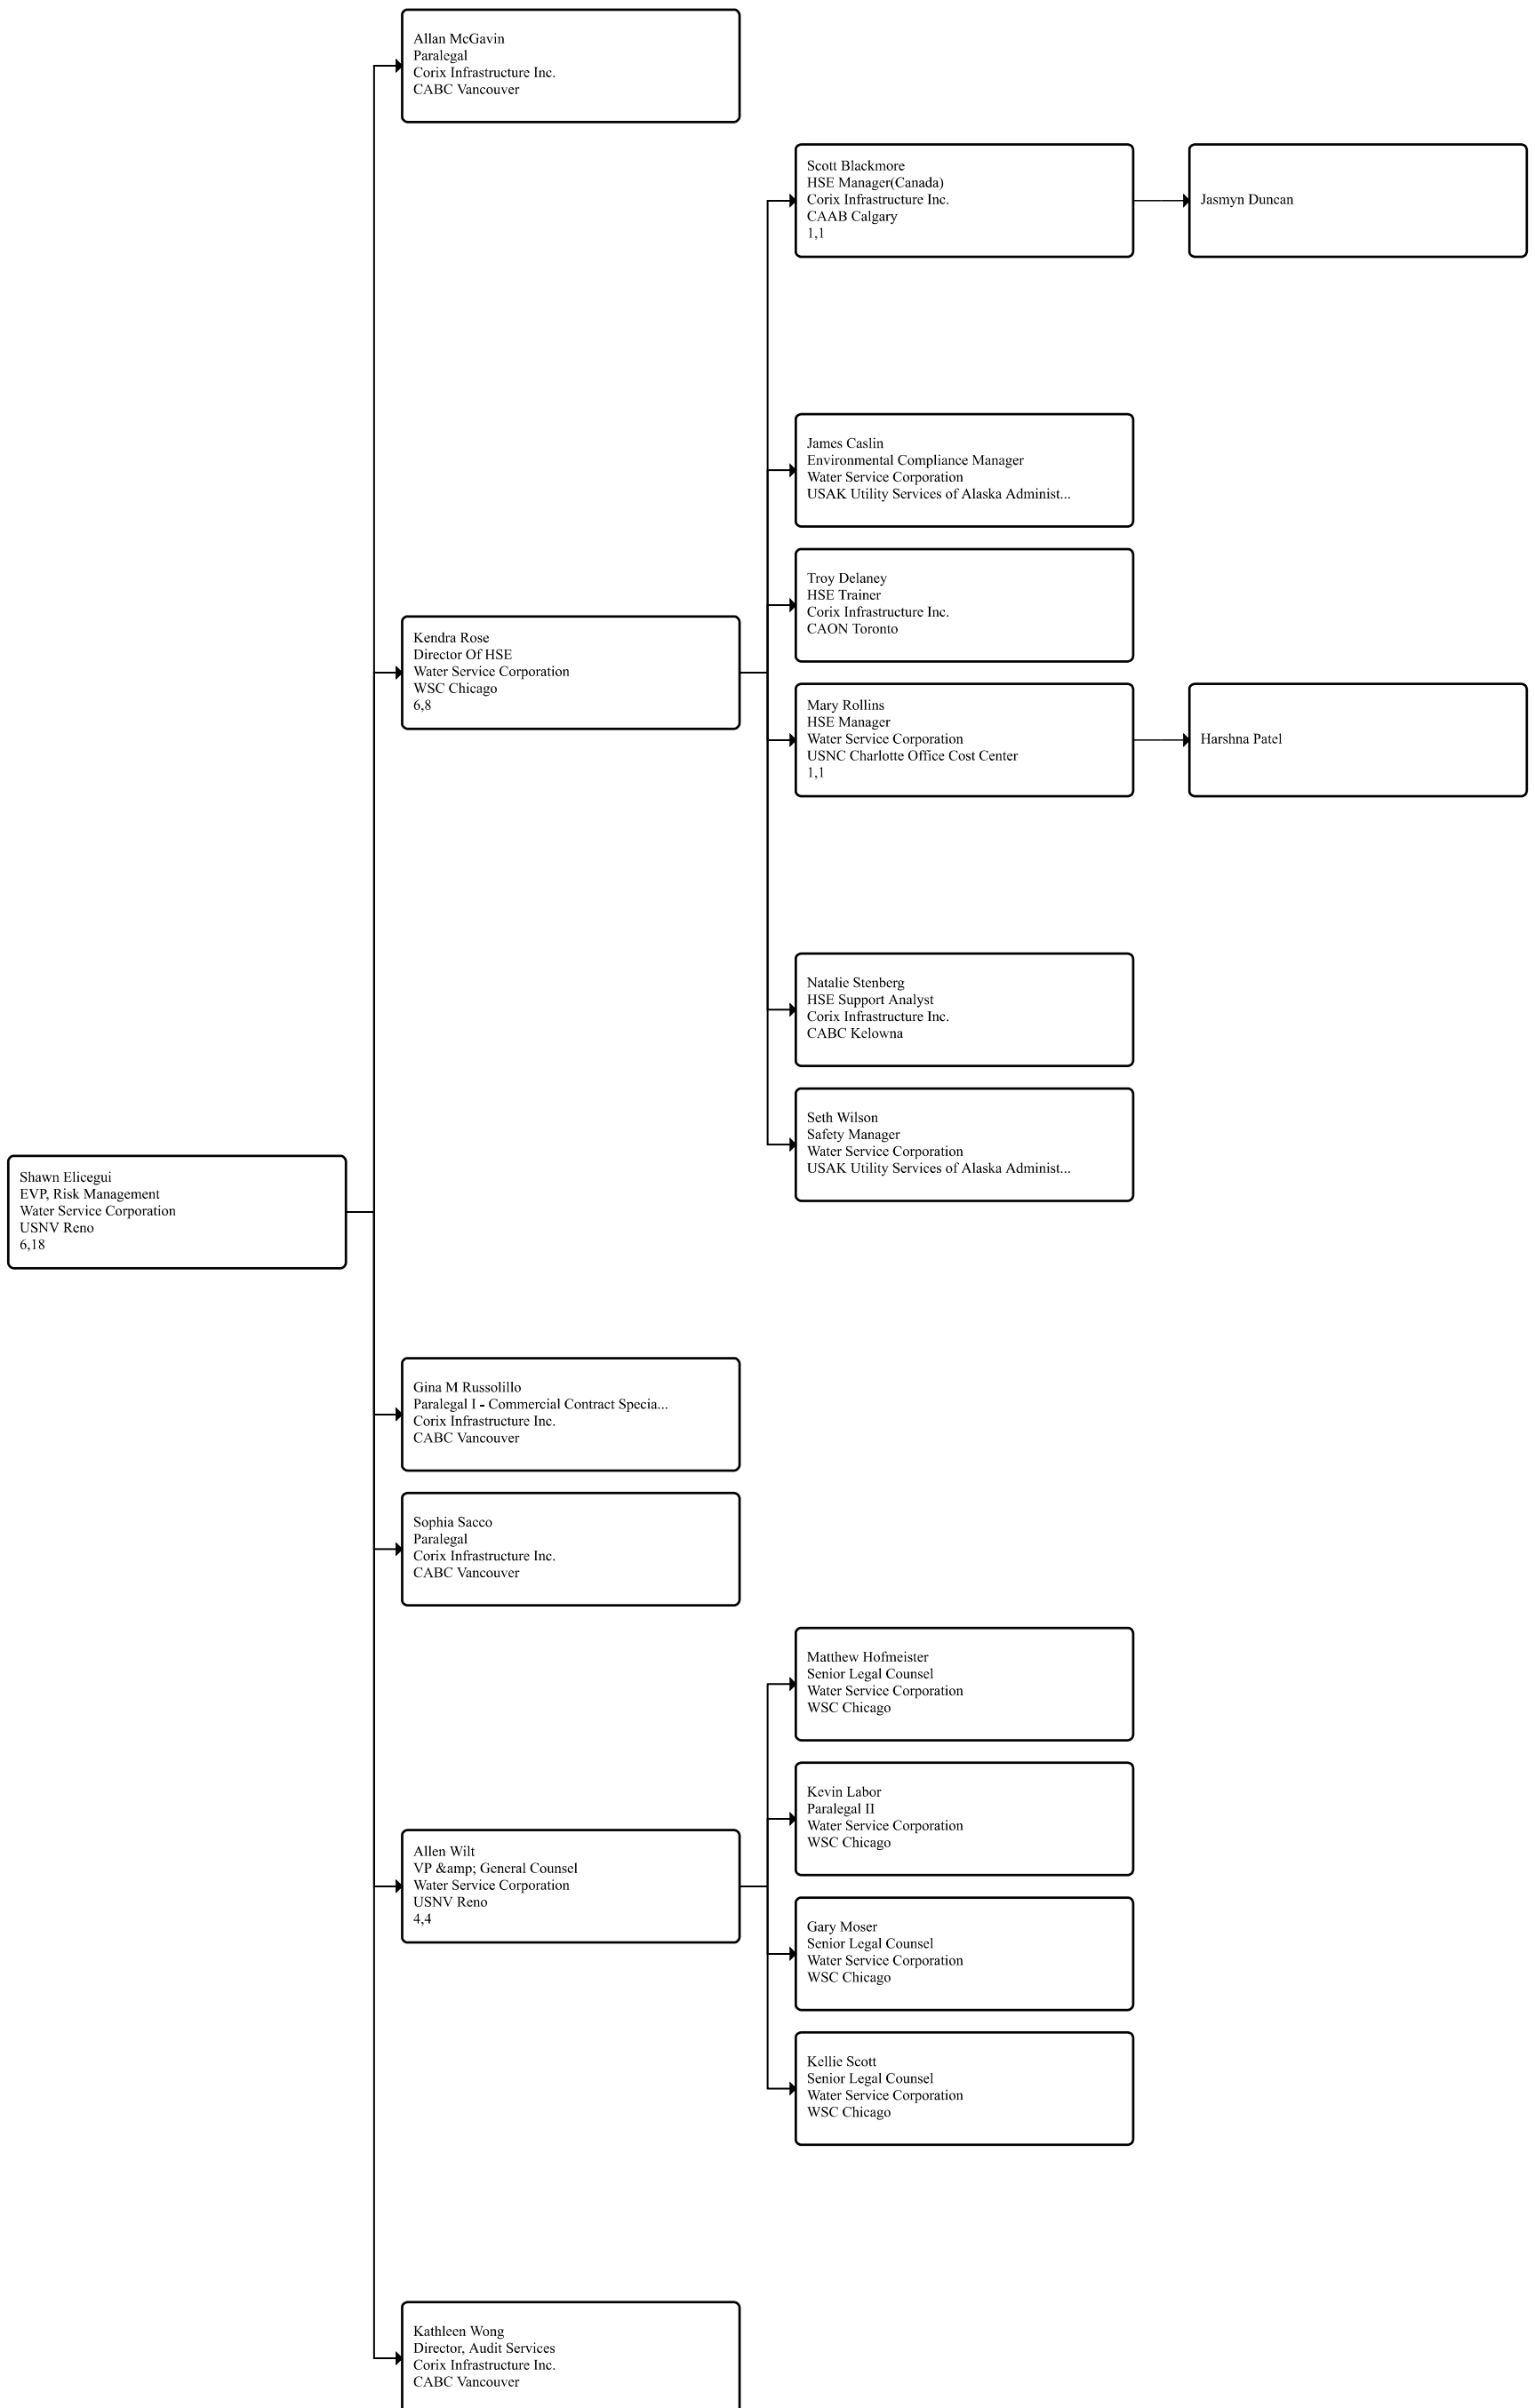 Allan McGavin
Paralegal
Corix Infrastructure Inc.
CABC Vancouver
Scott Blackmore
HSE Manager(Canada)
Corix Infrastructure Inc.
CAAB Calgary
1,1
Jasmyn Duncan
James Caslin
Environmental Compliance Manager
Water Service Corporation
USAK Utility Services of Alaska Administ...
Troy Delaney
HSE Trainer
Corix Infrastructure Inc.
CAON Toronto
Kendra Rose
Director Of HSE
Water Service Corporation
WSC Chicago
6,8
Mary Rollins
HSE Manager
Water Service Corporation
USNC Charlotte Office Cost Center
1,1
Harshna Patel
Natalie Stenberg
HSE Support Analyst
Corix Infrastructure Inc.
CABC Kelowna
Seth Wilson
Safety Manager
Water Service Corporation
USAK Utility Services of Alaska Administ...
Shawn Elicegui
EVP, Risk Management
Water Service Corporation
USNV Reno
6,18
Gina M Russolillo
Paralegal I - Commercial Contract Specia...
Corix Infrastructure Inc.
CABC Vancouver
Sophia Sacco
Paralegal
Corix Infrastructure Inc.
CABC Vancouver
Matthew Hofmeister
Senior Legal Counsel
Water Service Corporation
WSC Chicago
Kevin Labor
Paralegal II
Water Service Corporation
WSC Chicago
Allen Wilt
VP &amp; General Counsel
Water Service Corporation
USNV Reno
4,4
Gary Moser
Senior Legal Counsel
Water Service Corporation
WSC Chicago
Kellie Scott
Senior Legal Counsel
Water Service Corporation
WSC Chicago
Kathleen Wong
Director, Audit Services
Corix Infrastructure Inc.
CABC Vancouver